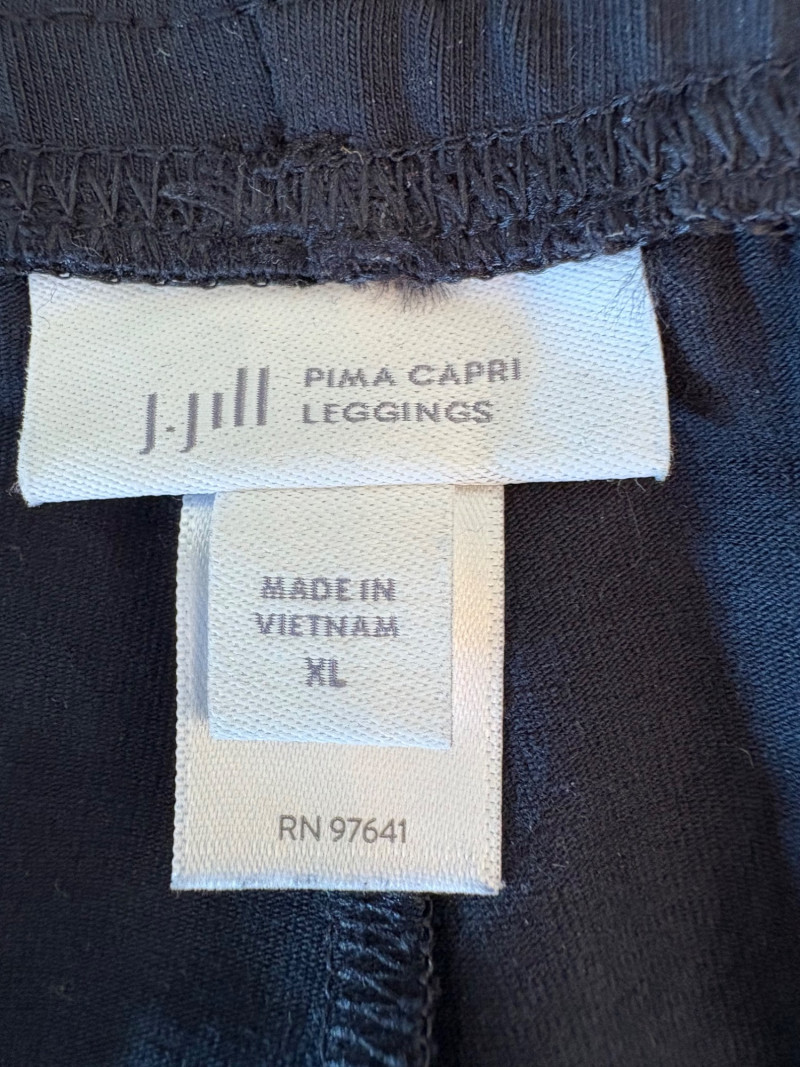 J.Jill PIMA CAPRI
LEGGINGS
MADE IN
VIETNAM
XL
RN 97641